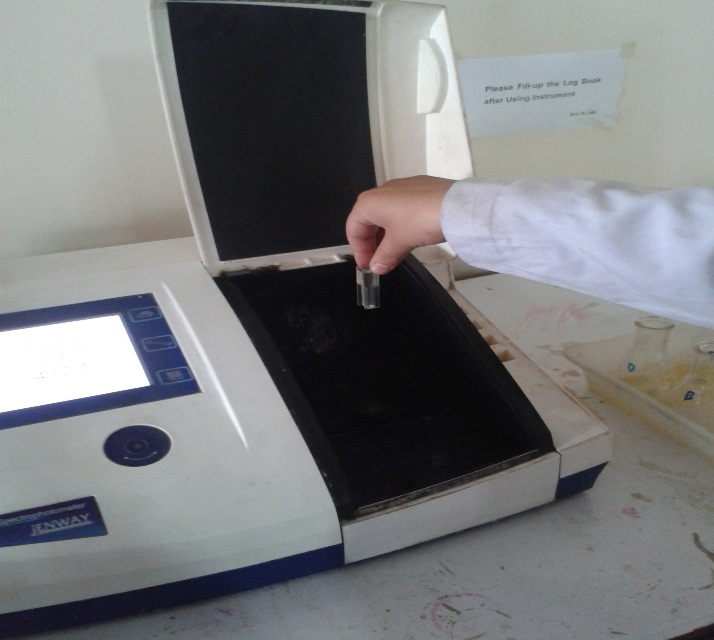 Please Fill-up the Log Book
after Using Instrument
Spectrophotometer
JENWAY